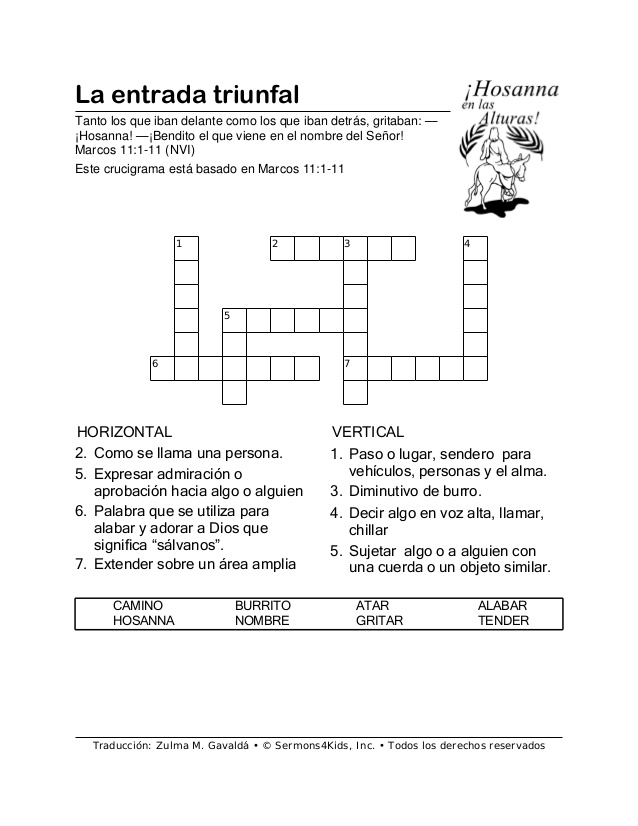 La entrada triunfal
¡Hosanna
en las
Alturas!
Tanto los que iban delante como los que iban detrás, gritaban: —
¡Hosanna! —¡Bendito el que viene en el nombre del Señor!
Marcos 11:1-11 (NVI)
Este crucigrama está basado en Marcos 11:1-11
1 2 3 4
5
6 7
HORIZONTAL
2. Como se llama una persona.
5. Expresar admiración o
aprobación hacia algo o alguien
6. Palabra que se utiliza para
alabar y adorar a Dios que
significa “sálvanos”.
7. Extender sobre un área amplia
VERTICAL
1. Paso o lugar, sendero para
vehículos, personas y el alma.
3. Diminutivo de burro.
4. Decir algo en voz alta, llamar,
chillar
5. Sujetar algo o a alguien con
una cuerda o un objeto similar.
CAMINO BURRITO ATAR ALABAR
HOSANNA NOMBRE GRITAR TENDER
Traducción: Zulma M. Gavaldá • © Sermons4Kids, Inc. • Todos los derechos reservados